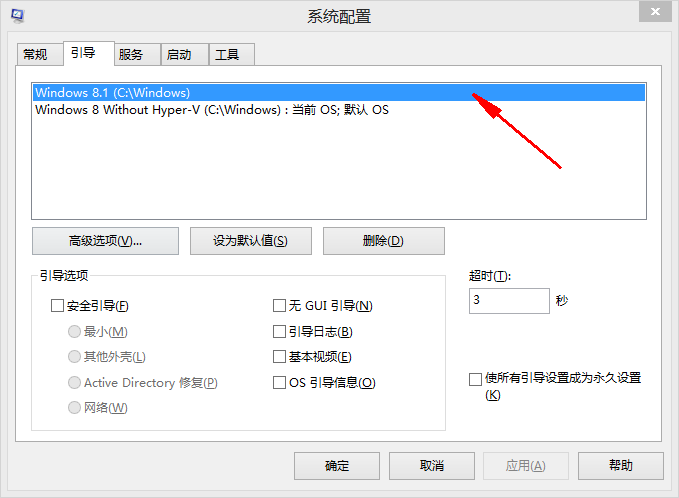 系统配置
常规
引导
服务
启动
工具
Windows 8.1 (C:\Windows)
Windows 8 Without Hyper-V (C:\Windows) : 当前 OS; 默认 OS
高级选项(V)...
设为默认值(S)
删除(D)
引导选项
安全引导(F)
最小(M)
其他外壳(L)
Active Directory 修复(P)
网络(W)
无 GUI 引导(N)
引导日志(B)
基本视频(E)
OS 引导信息(O)
超时(T):
3 秒
使所有引导设置成为永久设置
(K)
确定
取消
应用(A)
帮助